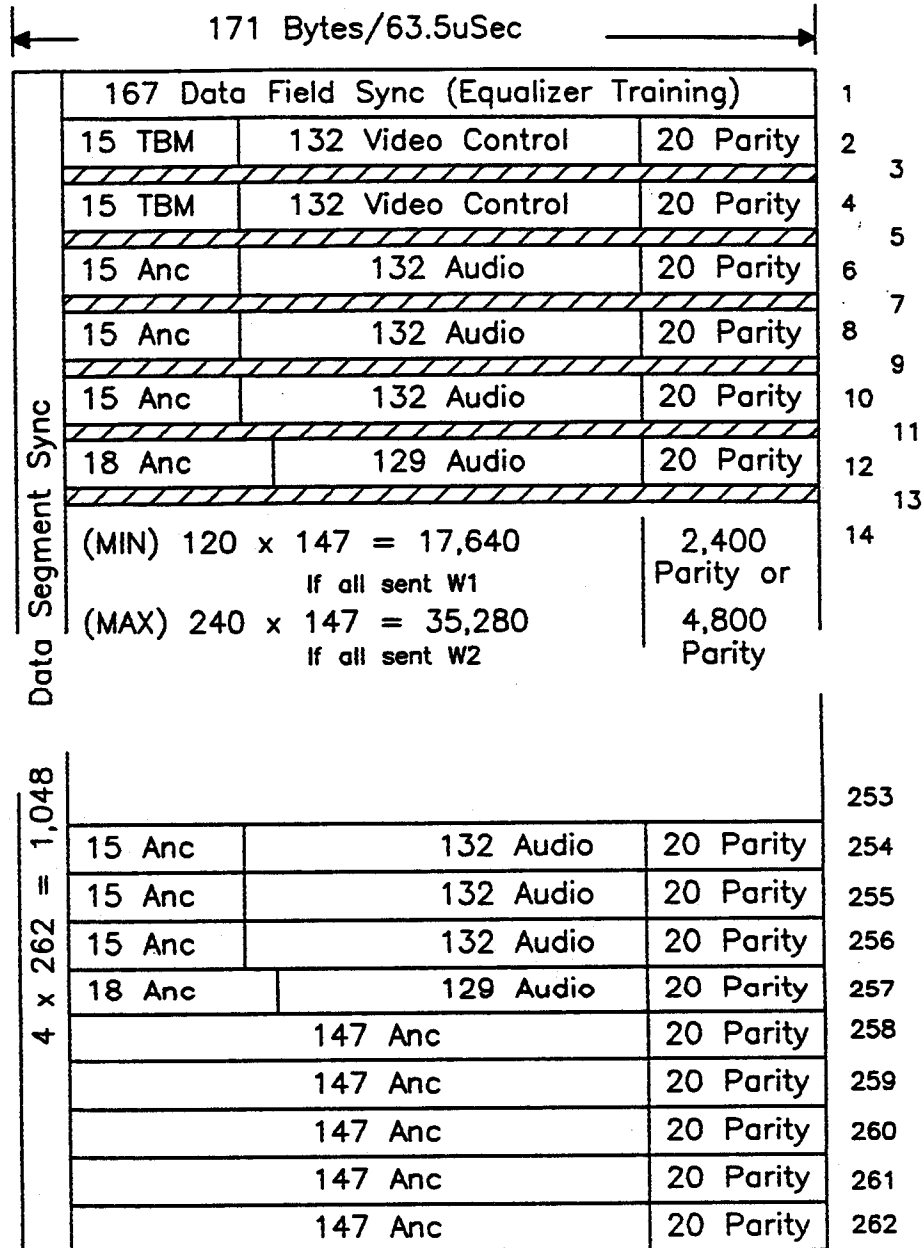 171 Bytes/63.5uSec
167 Data Field Sync (Equalizer Training) 1
15 TBM 132 Video Control 20 Parity 2
3
15 TBM 132 Video Control 20 Parity 4
5
15 Anc 132 Audio 20 Parity 6
7
15 Anc 132 Audio 20 Parity 8
9
15 Anc 132 Audio 20 Parity 10
11
18 Anc 129 Audio 20 Parity 12
13
(MIN) 120 x 147 = 17,640 2,400 14
If all sent W1 Parity or
(MAX) 240 x 147 = 35,280 4,800
If all sent W2 Parity
Data Segment Sync
4 x 262 = 1,048
253
15 Anc 132 Audio 20 Parity 254
15 Anc 132 Audio 20 Parity 255
15 Anc 132 Audio 20 Parity 256
18 Anc 129 Audio 20 Parity 257
147 Anc 20 Parity 258
147 Anc 20 Parity 259
147 Anc 20 Parity 260
147 Anc 20 Parity 261
147 Anc 20 Parity 262